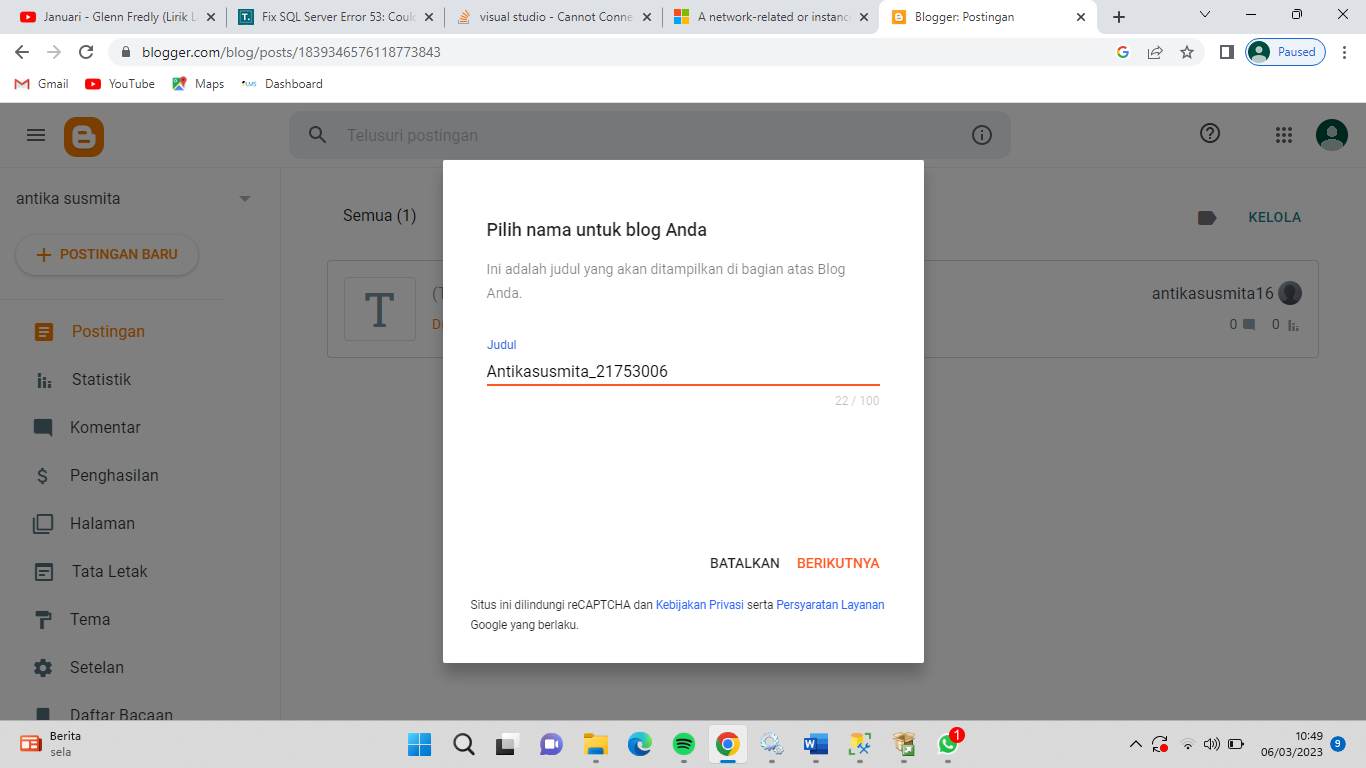 Januari - Glenn Fredly (Lirik L
Fix SQL Server Error 53: Coul
visual studio - Cannot Conne
A network-related or instanc
Blogger: Postingan
blogger.com/blog/posts/1839346576118773843
Paused
Gmail
YouTube
Maps
LMS
Dashboard
Telusuri postingan
antika susmita
POSTINGAN BARU
Postingan
Statistik
Komentar
Penghasilan
Halaman
Tata Letak
Tema
Setelan
Daftar Bacaan
Semua (1)
KELOLA
T
(T
D
antikasusmita16
0
0
Pilih nama untuk blog Anda
Ini adalah judul yang akan ditampilkan di bagian atas Blog
Anda.
Judul
Antikasusmita_21753006
22 / 100
BATALKAN
BERIKUTNYA
Situs ini dilindungi reCAPTCHA dan Kebijakan Privasi serta Persyaratan Layanan
Google yang berlaku.
Berita
sela
1
10:49
06/03/2023
9